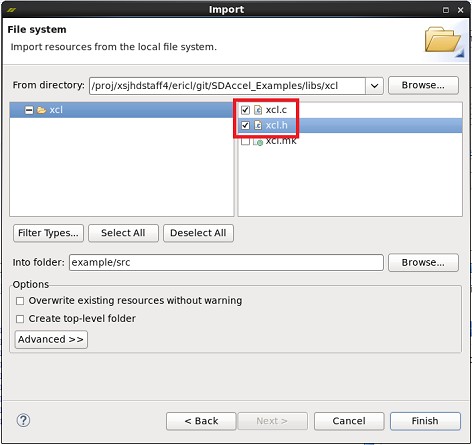 Import
File system
Import resources from the local file system.
From directory: /proj/xsjhdstaff4/ericl/git/SDAccel_Examples/libs/xcl Browse...
xcl
xcl.c
xcl.h
xcl.mk
Filter Types... Select All Deselect All
Into folder: example/src Browse...
Options
Overwrite existing resources without warning
Create top-level folder
Advanced >>
? < Back Next > Cancel Finish